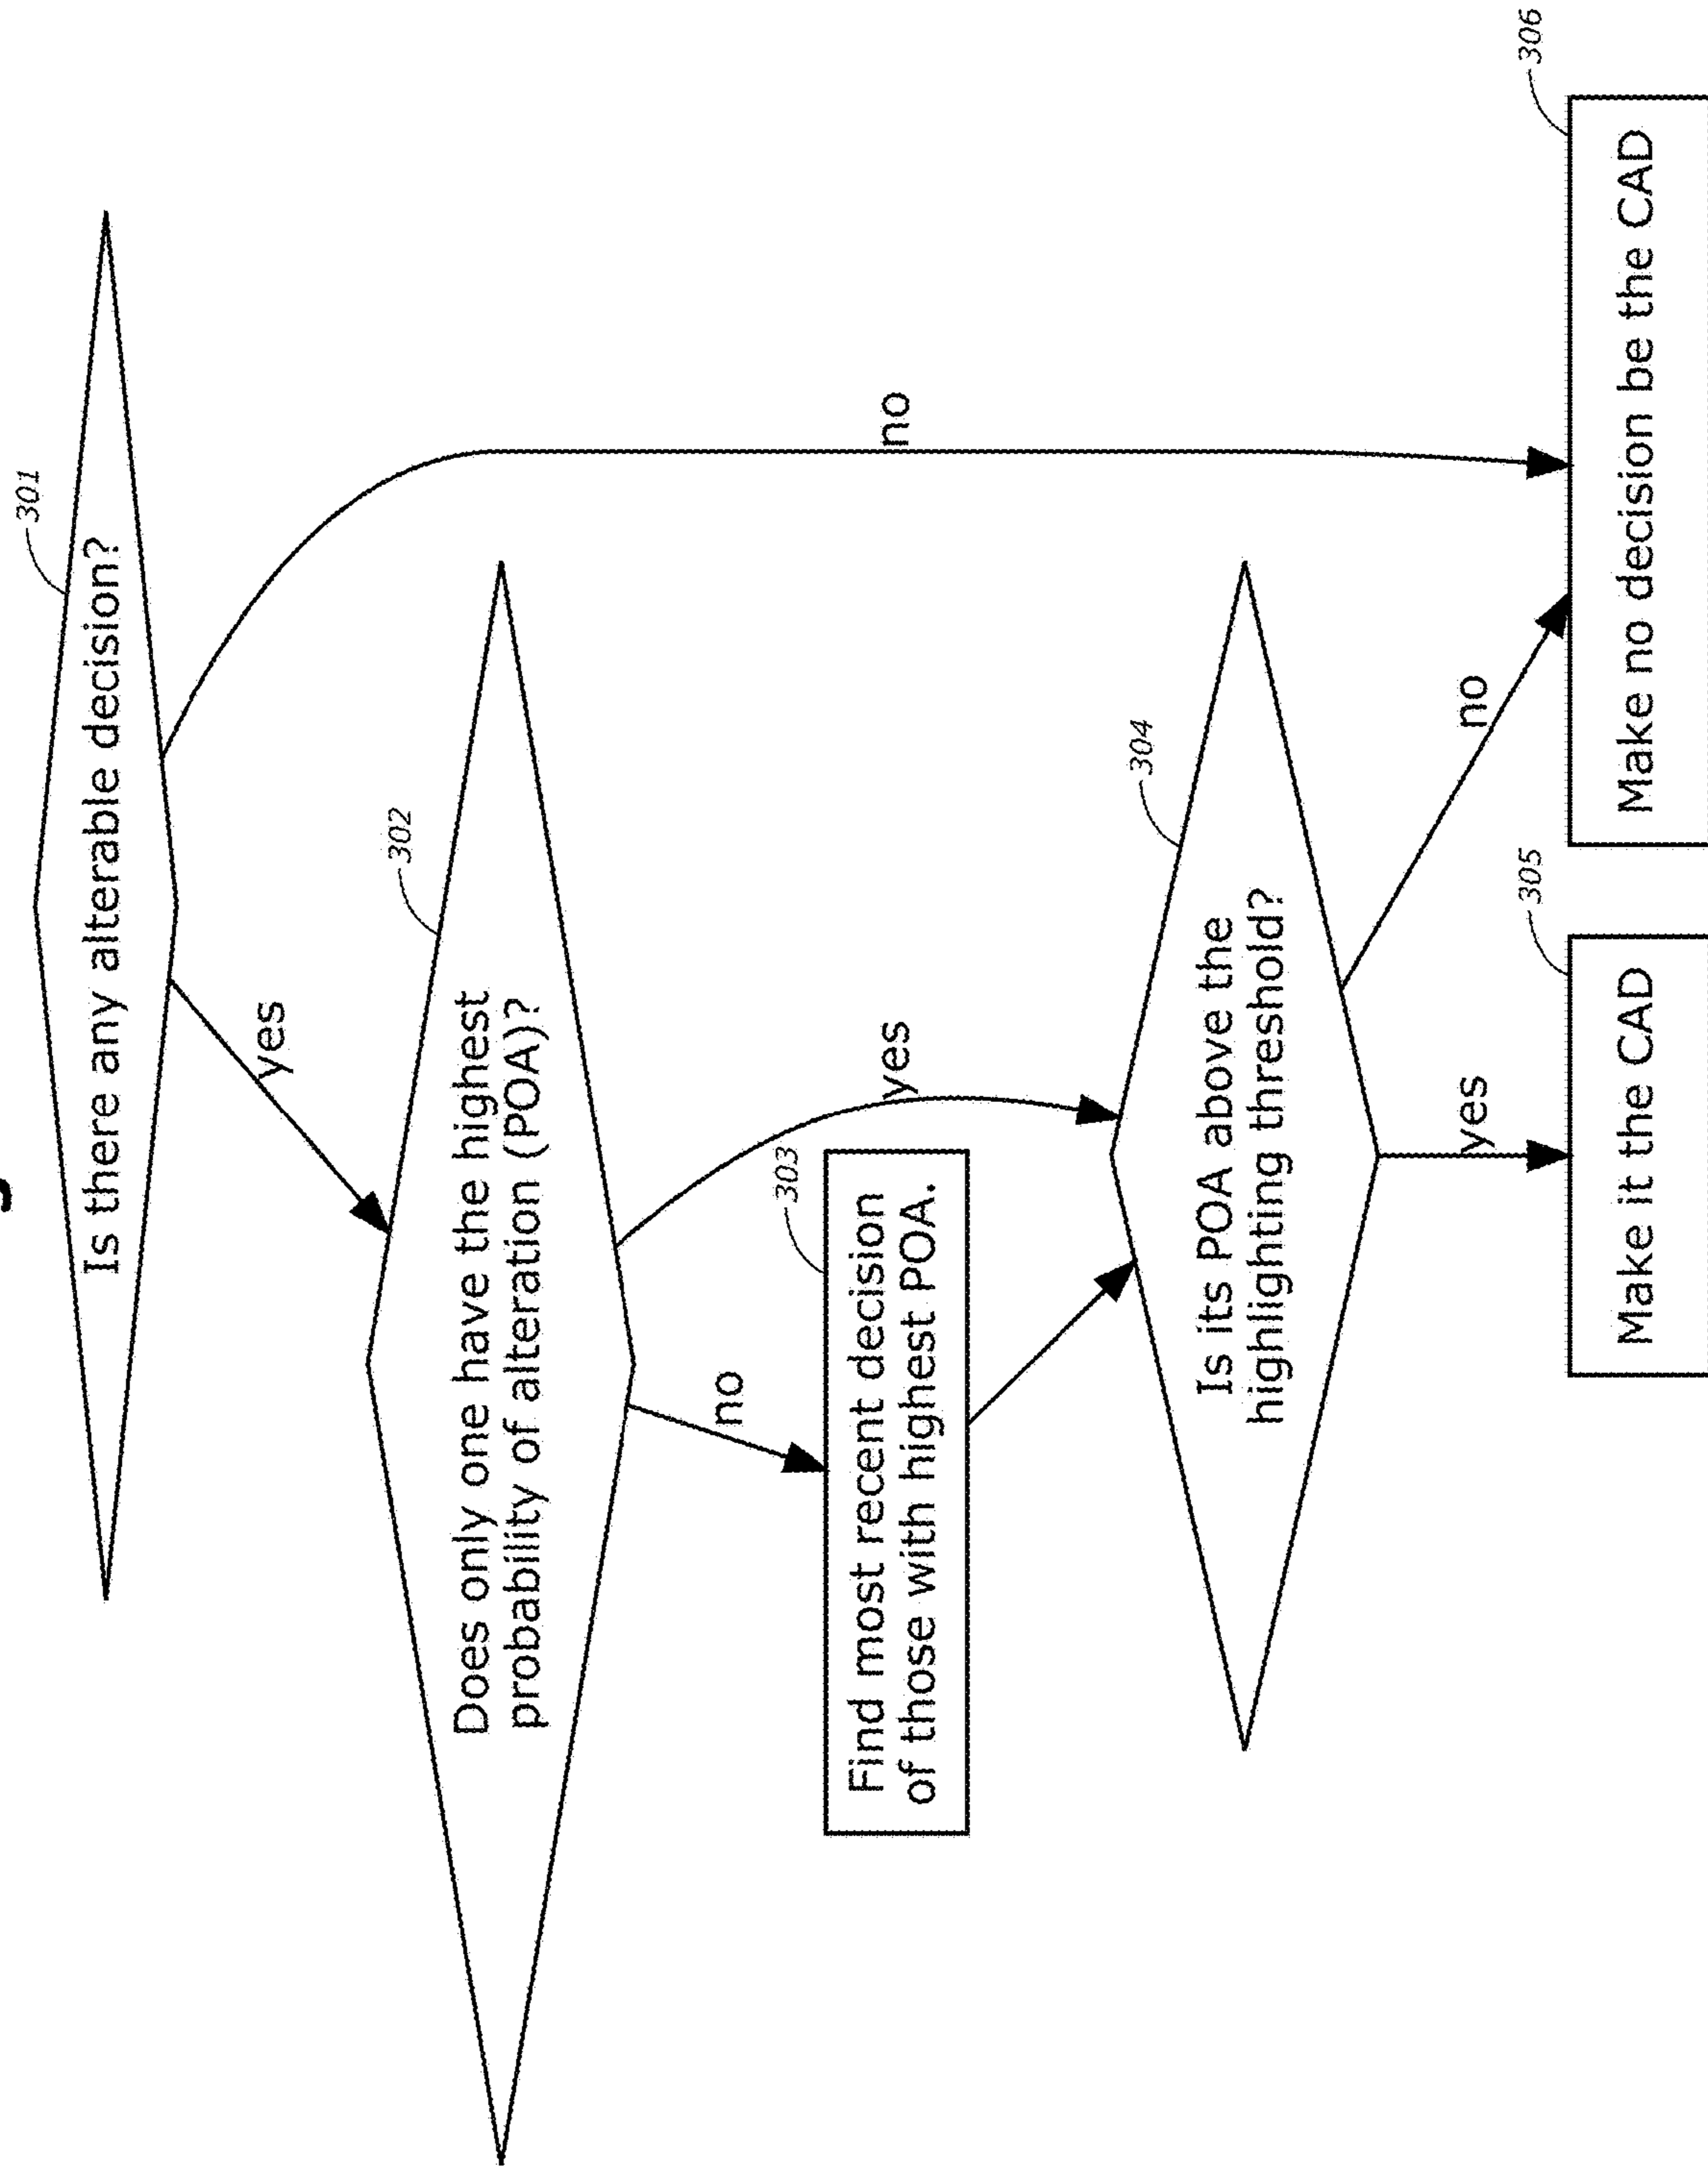 301
Is there any alterable decision?
yes
no
302
Does only one have the highest
probability of alteration (POA)?
no
yes
303
Find most recent decision
of those with highest POA.
304
Is its POA above the
highlighting threshold?
yes
no
305
Make it the CAD
306
Make no decision be the CAD